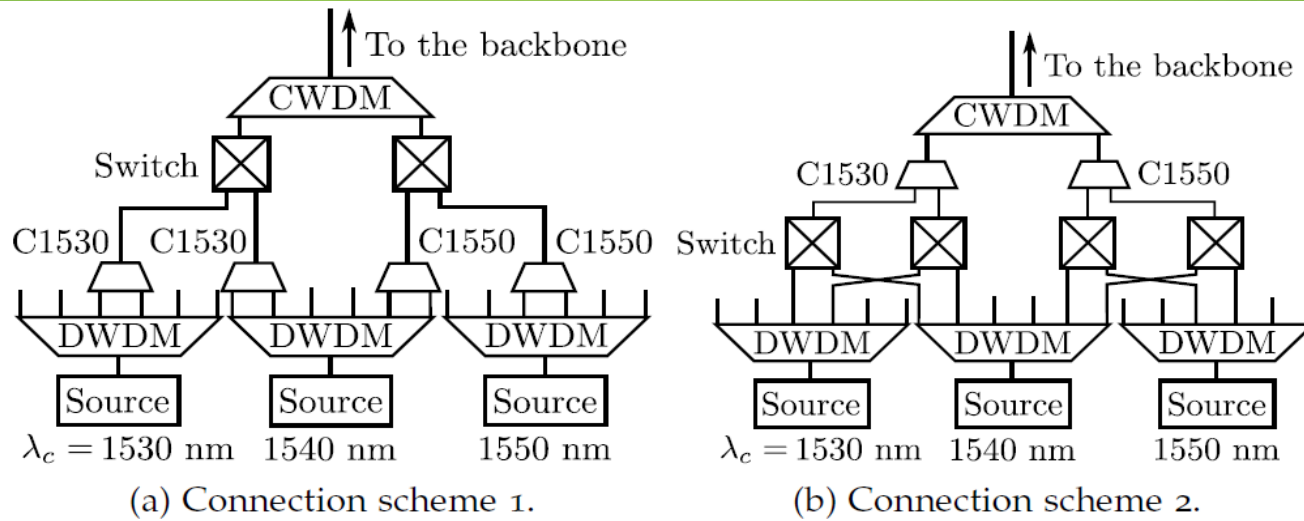 To the backbone
CWDM
Switch
C1530 C1530 C1550 C1550
DWDM DWDM DWDM
Source Source Source
λc = 1530 nm 1540 nm 1550 nm
(a) Connection scheme 1.
To the backbone
CWDM
C1530 C1550
Switch
DWDM DWDM DWDM
Source Source Source
λc = 1530 nm 1540 nm 1550 nm
(b) Connection scheme 2.